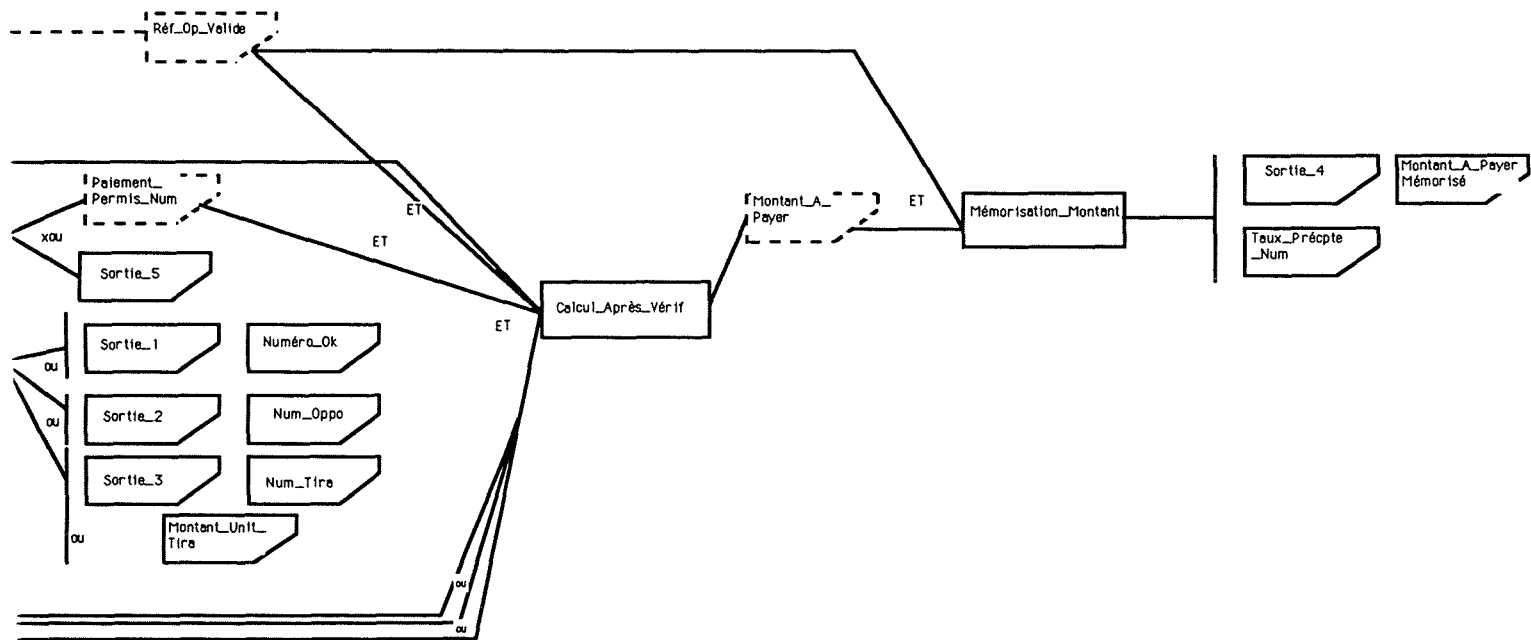 Réf_Op_Valide
Paiement_
Permis_Num
xou
Sortie_5
ET
ET
ET
Montant_A_
Payer
ET
Mémorisation_Montant
Sortie_4
Montant_A_Payer
Mémorisé
Taux_Précpte
_Num
Calcul_Après_Vérif
Sortie_1
Numéro_Ok
ou
Sortie_2
Num_Oppo
ou
Sortie_3
Num_Tira
Montant_Unit_
Tira
ou
ou
ou